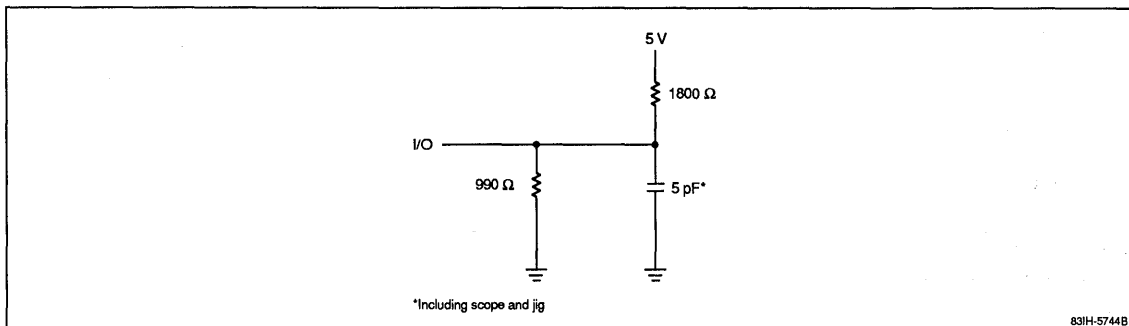 5 V
1800 Ω
I/O
990 Ω
5 pF*
*Including scope and jig
83IH-5744B